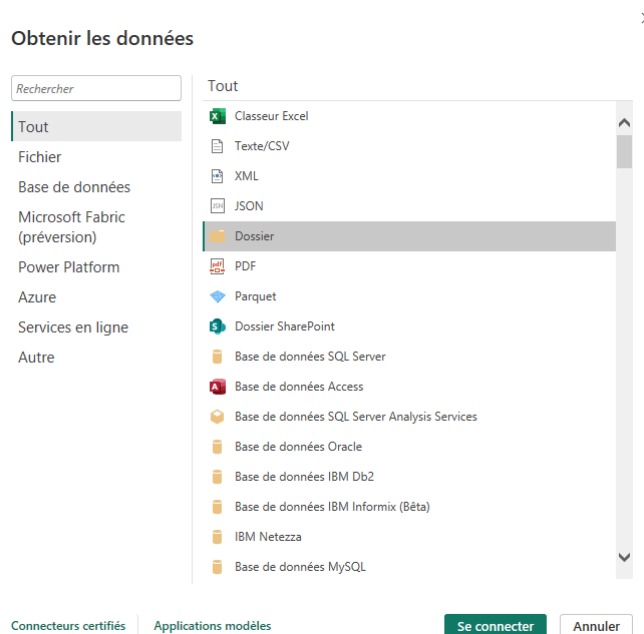 Obtenir les données
Rechercher
Tout
Fichier
Base de données
Microsoft Fabric
(préversion)
Power Platform
Azure
Services en ligne
Autre
Tout
Classeur Excel
Texte/CSV
XML
JSON
Dossier
PDF
Parquet
Dossier SharePoint
Base de données SQL Server
Base de données Access
Base de données SQL Server Analysis Services
Base de données Oracle
Base de données IBM Db2
Base de données IBM Informix (Bêta)
IBM Netezza
Base de données MySQL
Connecteurs certifiés
Applications modèles
Se connecter
Annuler